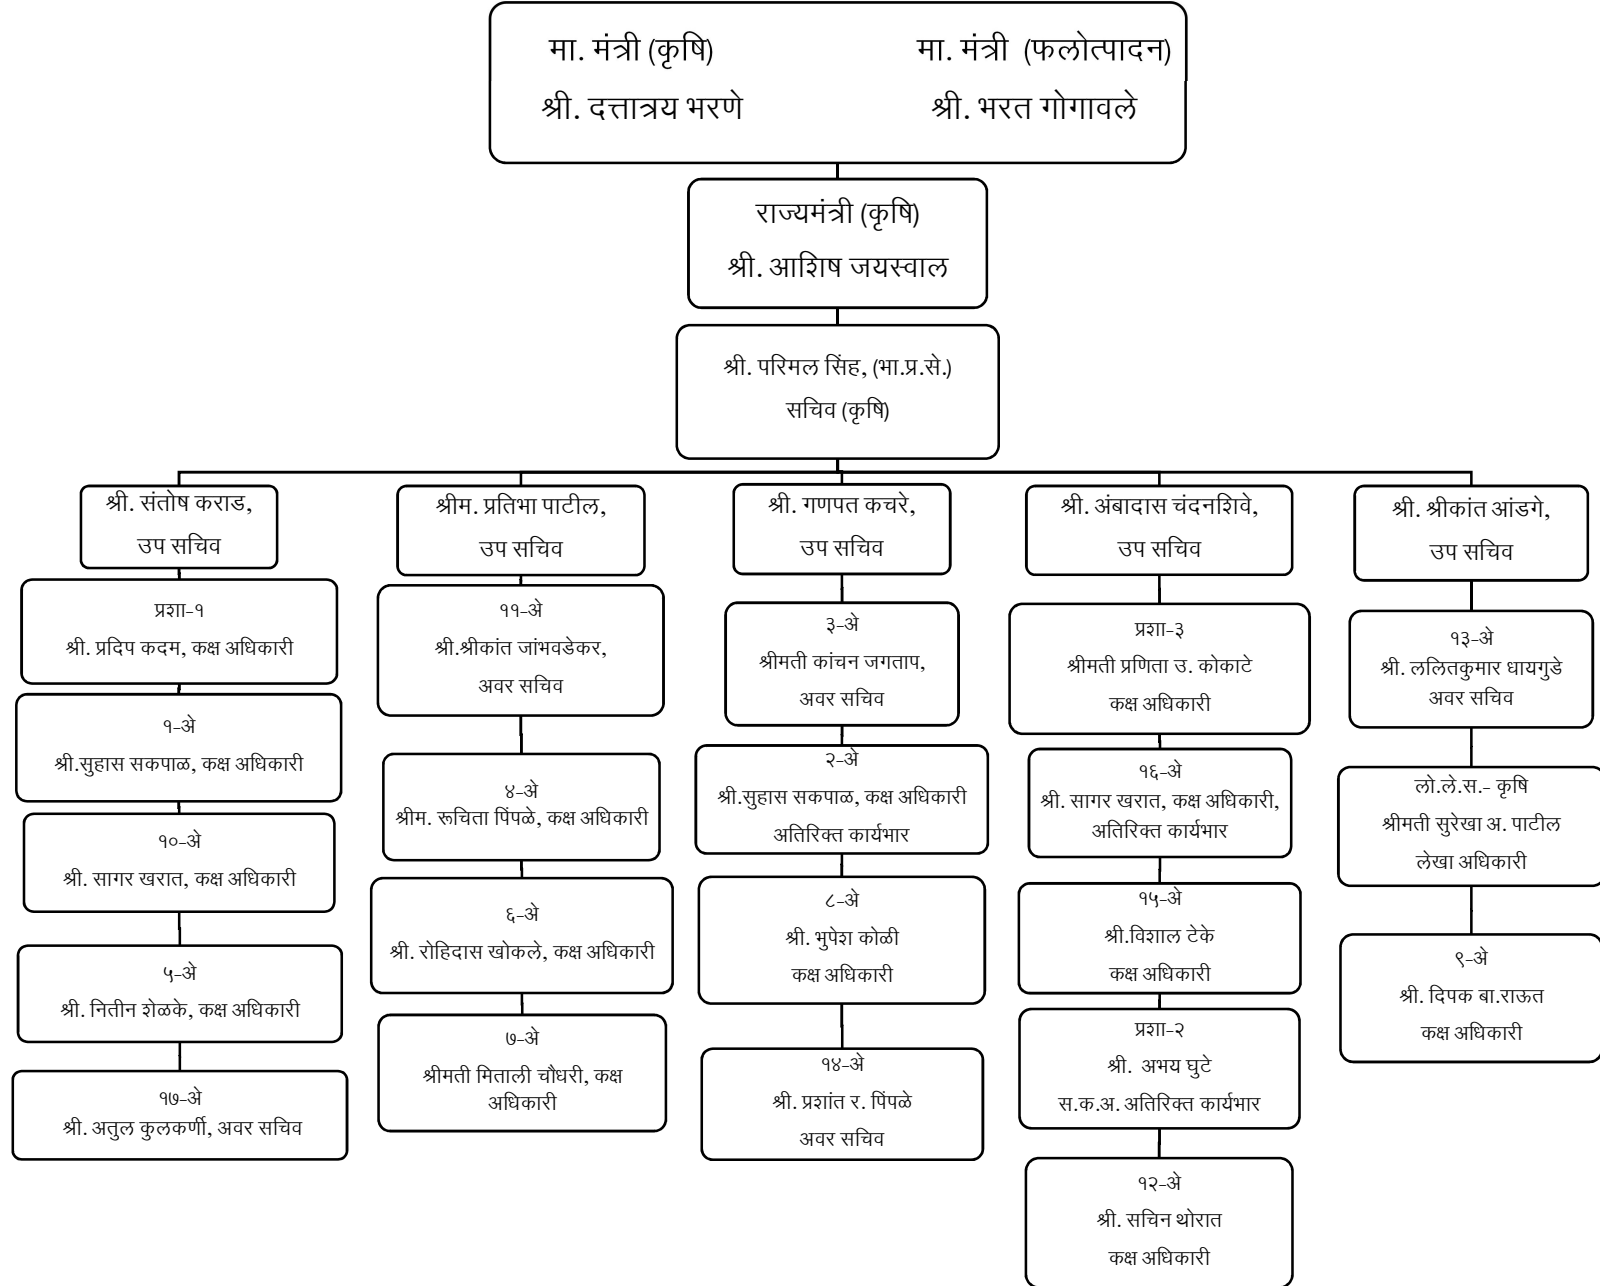 मा. मंत्री (कृषि)
श्री. दत्तात्रय भरणे
मा. मंत्री  (फलोत्पादन)
श्री. भरत गोगावले
राज्यमंत्री (कृषि)
श्री. आशिष जयस्वाल
श्री. परिमल सिंह, (भा.प्र.से.)
सचिव (कृषि)
श्री. संतोष कराड,
उप सचिव
प्रशा-१
श्री. प्रदिप कदम, कक्ष अधिकारी
१-अे
श्री.सुहास सकपाळ, कक्ष अधिकारी
१०-अे
श्री. सागर खरात, कक्ष अधिकारी
५-अे
श्री. नितीन शेळके, कक्ष अधिकारी
१७-अे
श्री. अतुल कुलकर्णी, अवर सचिव
श्रीम. प्रतिभा पाटील,
उप सचिव
११-अे
श्री.श्रीकांत जांभवडेकर,
अवर सचिव
४-अे
श्रीम. रूचिता पिंपळे, कक्ष अधिकारी
६-अे
श्री. रोहिदास खोकले, कक्ष अधिकारी
७-अे
श्रीमती मिताली चौधरी, कक्ष
अधिकारी
श्री. गणपत कचरे,
उप सचिव
३-अे
श्रीमती कांचन जगताप,
अवर सचिव
२-अे
श्री.सुहास सकपाळ, कक्ष अधिकारी
अतिरिक्त कार्यभार
८-अे
श्री. भुपेश कोळी
कक्ष अधिकारी
१४-अे
श्री. प्रशांत र. पिंपळे
अवर सचिव
श्री. अंबादास चंदनशिवे,
उप सचिव
प्रशा-३
श्रीमती प्रणिता उ. कोकाटे
कक्ष अधिकारी
१६-अे
श्री. सागर खरात, कक्ष अधिकारी,
अतिरिक्त कार्यभार
१५-अे
श्री.विशाल टेके
कक्ष अधिकारी
प्रशा-२
श्री.  अभय घुटे
स.क.अ. अतिरिक्त कार्यभार
१२-अे
श्री. सचिन थोरात
कक्ष अधिकारी
श्री. श्रीकांत आंडगे,
उप सचिव
१३-अे
श्री. ललितकुमार धायगुडे
अवर सचिव
लो.ले.स.- कृषि
श्रीमती सुरेखा अ. पाटील
लेखा अधिकारी
९-अे
श्री. दिपक बा.राऊत
कक्ष अधिकारी